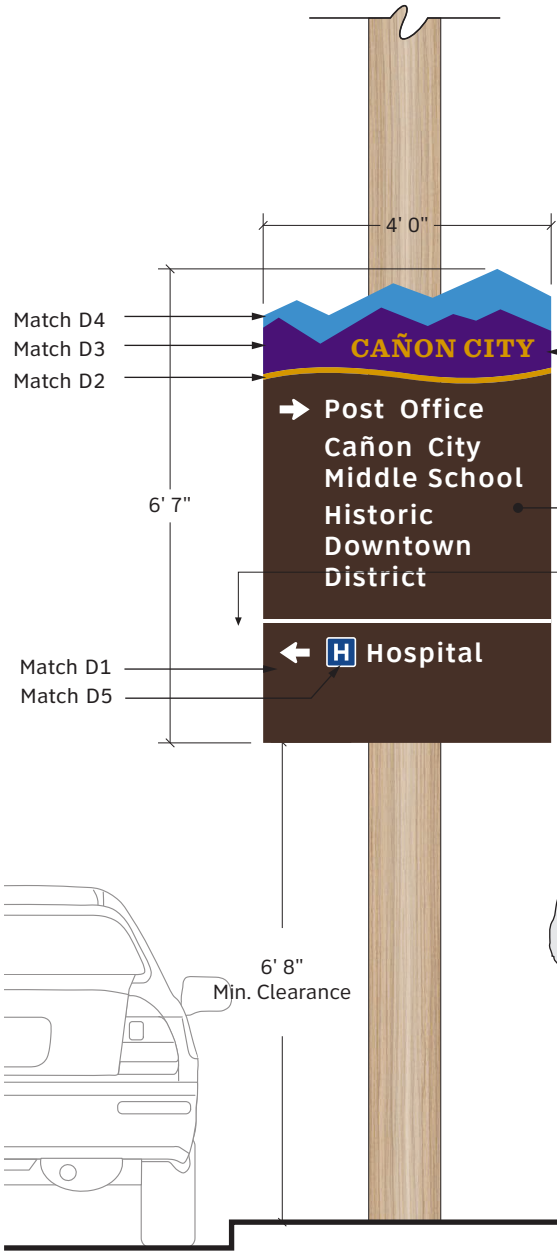 4' 0"
Match D4
Match D3
Match D2
CAÑON CITY
Post Office
Cañon City
Middle School
Historic
Downtown
District
6' 7"
Match D1
Match D5
H Hospital
6' 8"
Min. Clearance